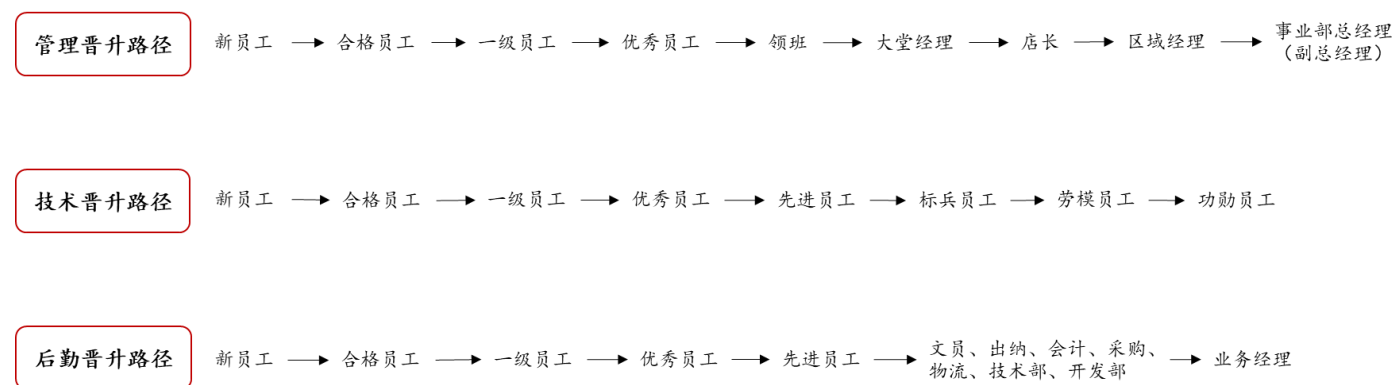 管理晋升路径 新员工 合格员工 一级员工 优秀员工 领班 大堂经理 店长 区域经理 事业部总经理
（副总经理）
技术晋升路径 新员工 合格员工 一级员工 优秀员工 先进员工 标兵员工 劳模员工 功勋员工
后勤晋升路径 新员工 合格员工 一级员工 优秀员工 先进员工 文员、出纳、会计、采购、
物流、技术部、开发部 业务经理